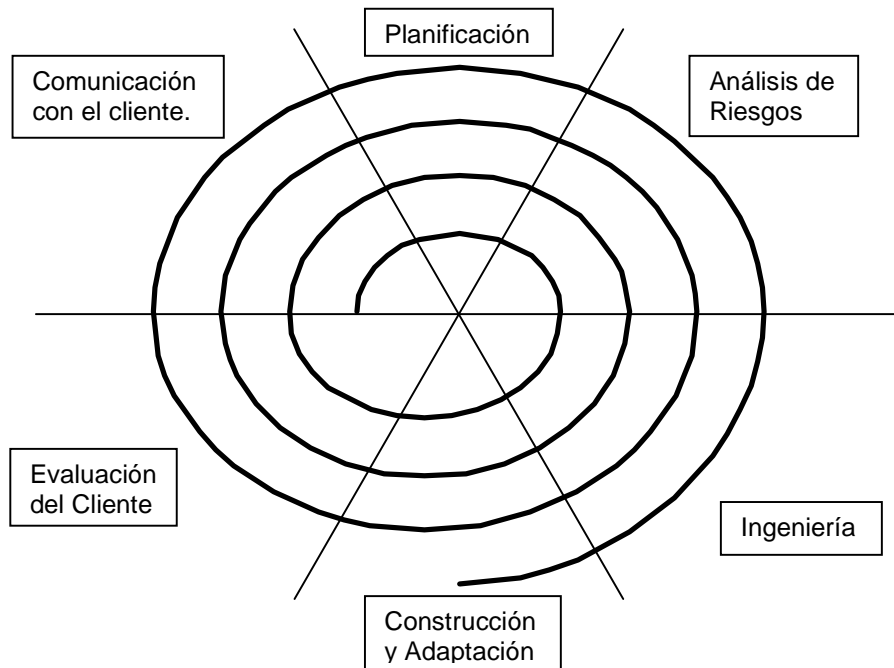 Planificación
Comunicación
con el cliente.
Análisis de
Riesgos
Evaluación
del Cliente
Ingeniería
Construcción
y Adaptación